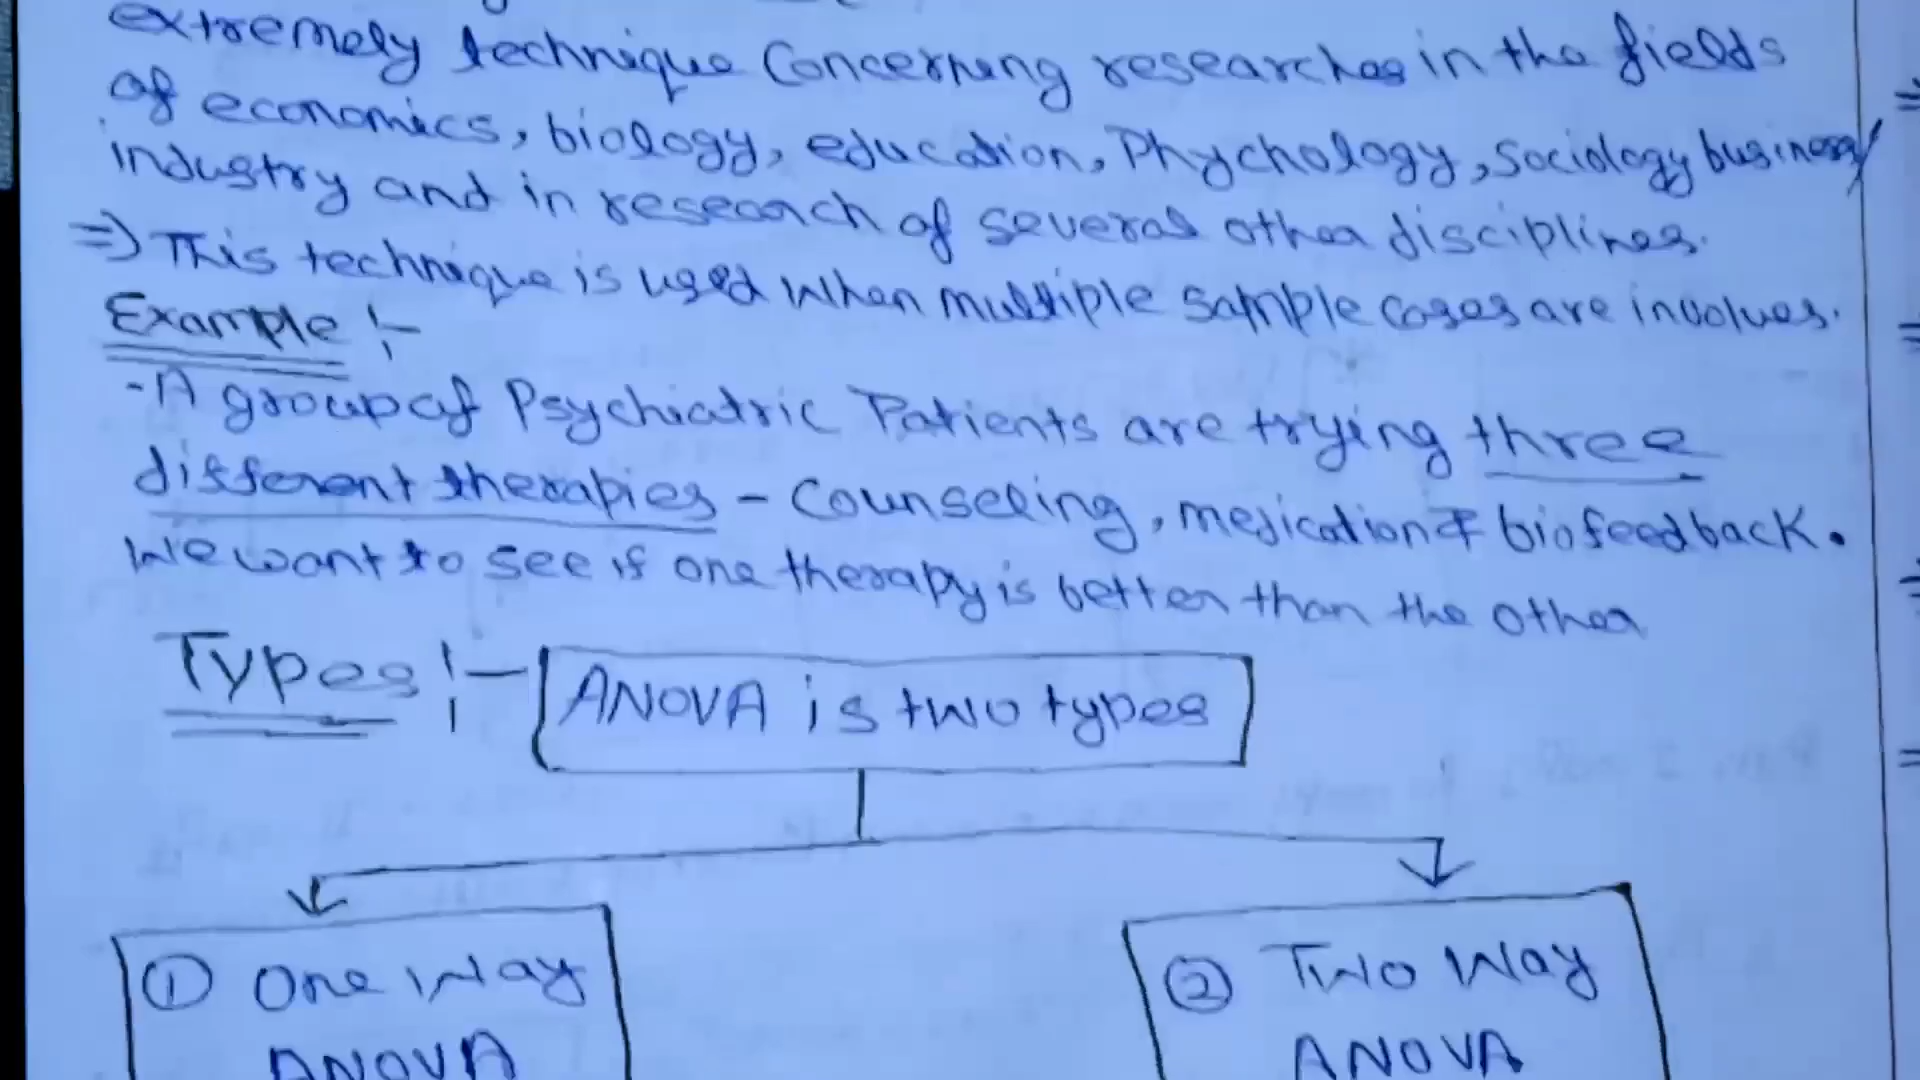 extremely technique Concerning researches in the fields
of economics, biology, education, Phychology, Sociology business/
industry and in research of several other disciplines.
⇒ This technique is used when multiple sample cases are involves.
Example :-
- A group of Psychiatric Patients are trying three
different therapies - Counseling, medication & biofeedback.
We want to see if one therapy is better than the other
Types :- ANOVA is two types
① One Way
ANOVA
② Two Way
ANOVA